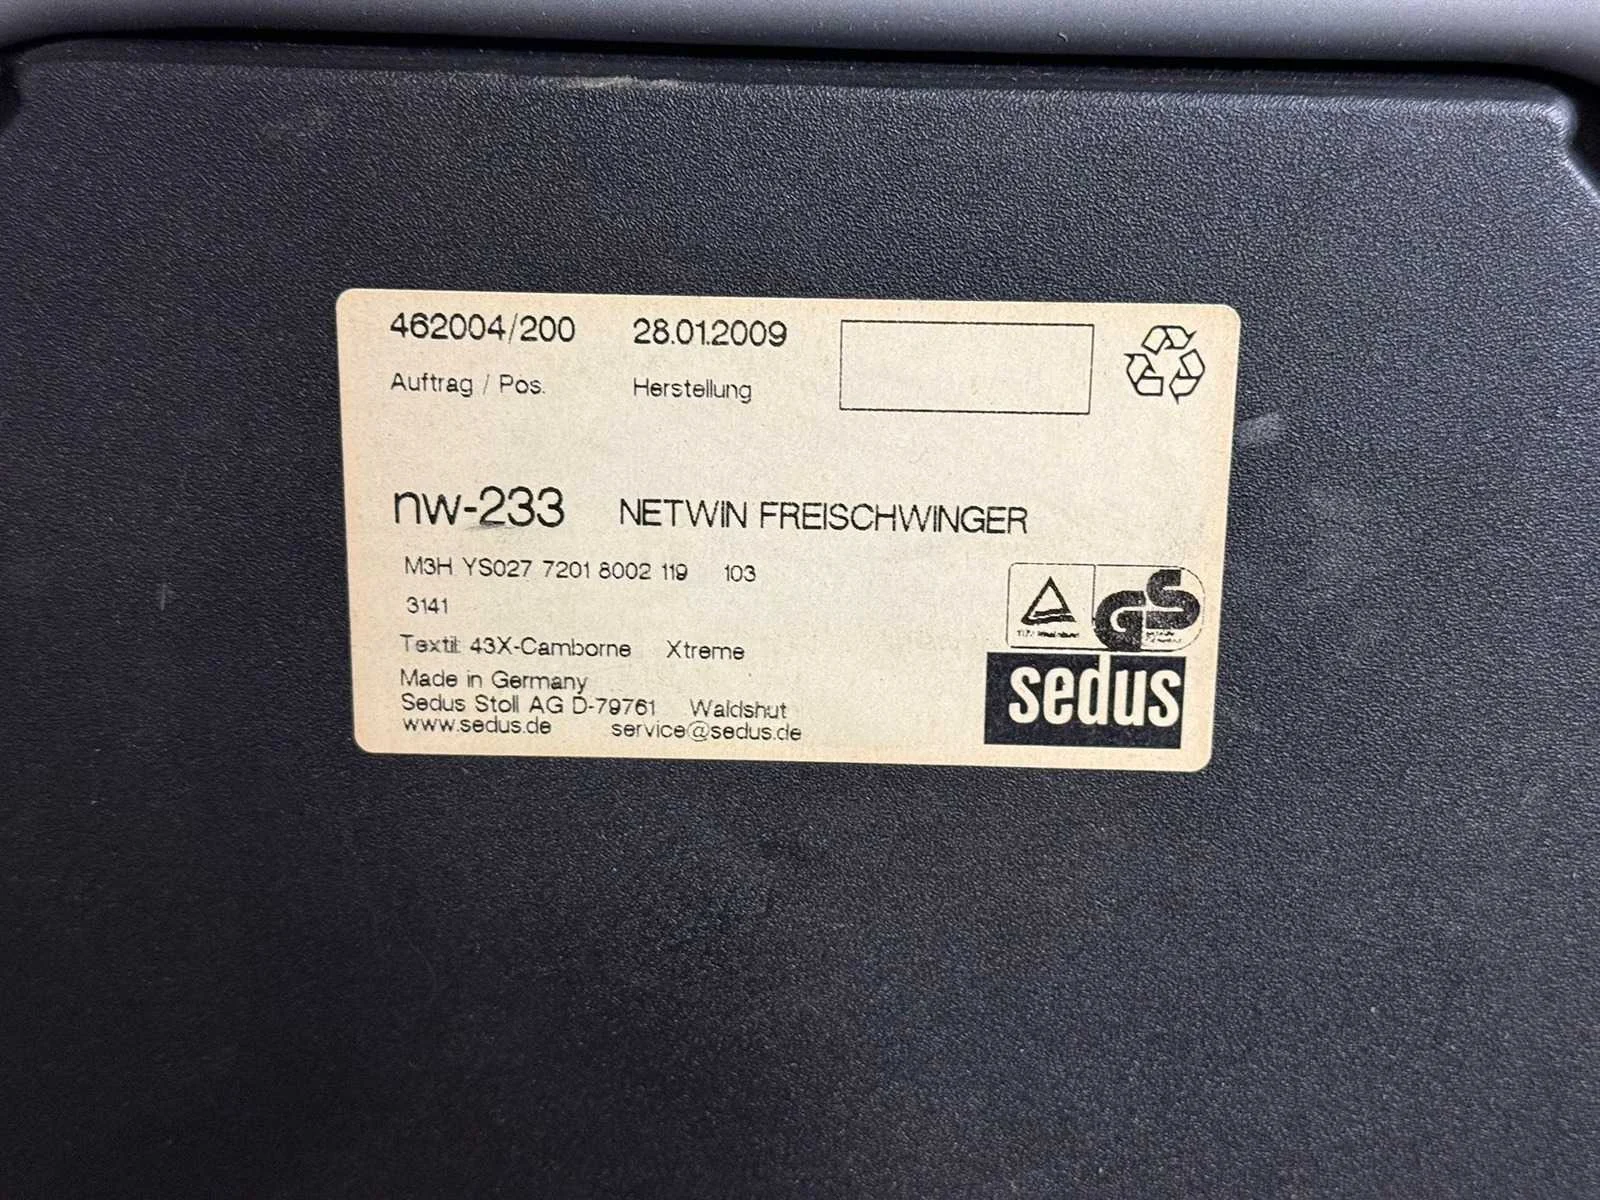 462004/200 28.01.2009
Auftrag / Pos. Herstellung
nw-233 NETWIN FREISCHWINGER
M3H YS027 7201 8002 119 103
3141
Textil: 43X-Camborne Xtreme
Made in Germany
Sedus Stoll AG D-79761 Waldshut
www.sedus.de service@sedus.de
GS
sedus